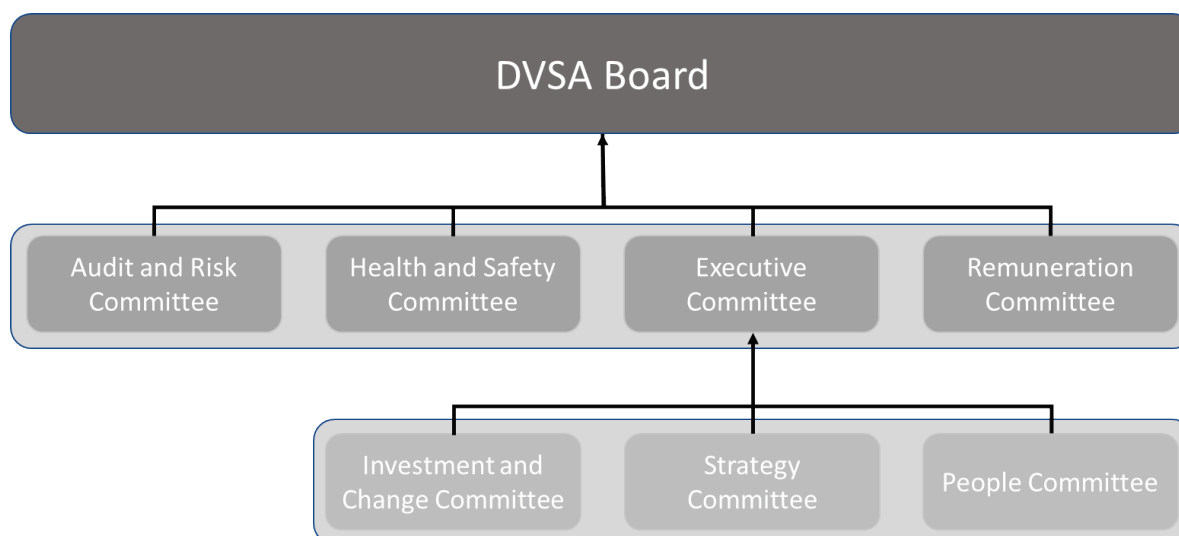 DVSA Board
Audit and Risk
Committee
Health and Safety
Committee
Executive
Committee
Remuneration
Committee
Investment and
Change Committee
Strategy
Committee
People Committee